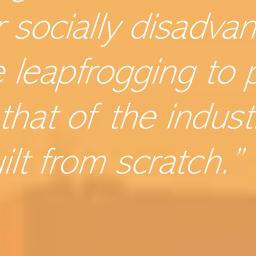 r socially disadvan
e leapfrogging to p
that of the indust
uilt from scratch.”